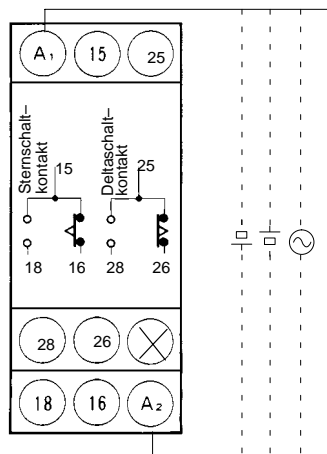 A1 15 25
Sternschalt–
kontakt
15
Deltaschalt–
kontakt
25
18 16 28 26
28 26
18 16 A2